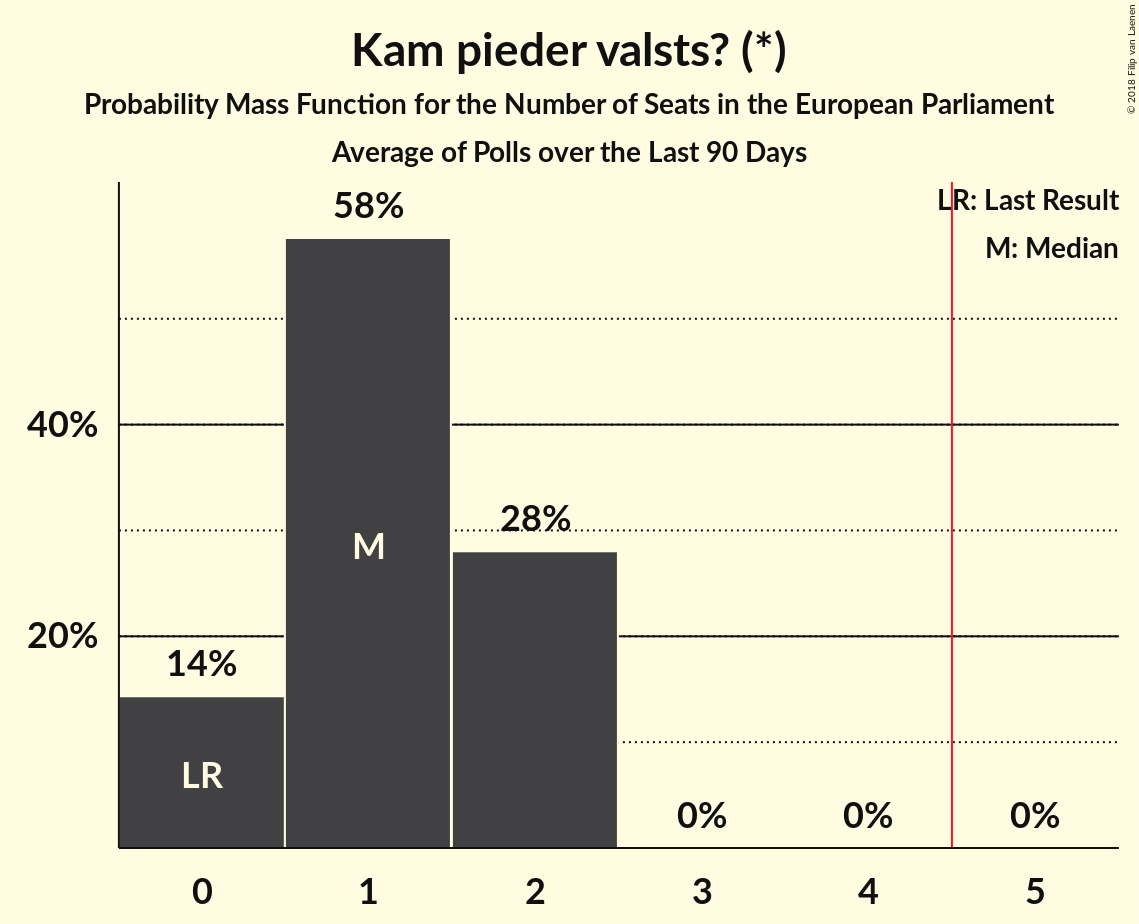 Kam pieder valsts? (*)
Probability Mass Function for the Number of Seats in the European Parliament
Average of Polls over the Last 90 Days
© 2018 Filip van Laenen
LR: Last Result
M: Median
58%
40%
28%
M
20%
14%
LR
0%
0%
0%
0
1
2
3
4
5